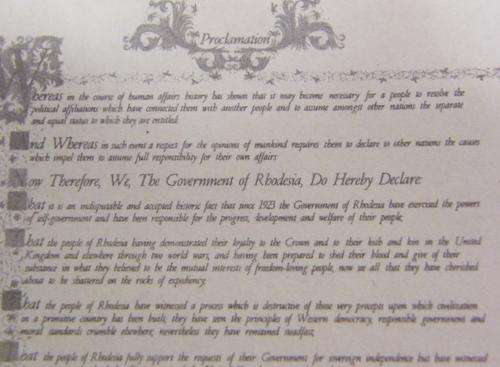 Proclamation
Whereas in the course of human affairs history has shown that it may become necessary for a people to resolve the
political affiliations which have connected them with another people and to assume amongst other nations the separate
and equal status to which they are entitled:
And Whereas in such event a respect for the opinions of mankind requires them to declare to other nations the causes
which impel them to assume full responsibility for their own affairs:
Now Therefore, We, The Government of Rhodesia, Do Hereby Declare:
That it is an indisputable and accepted historic fact that since 1923 the Government of Rhodesia have exercised the powers
of self-government and have been responsible for the progress, development and welfare of their people;
That the people of Rhodesia having demonstrated their loyalty to the Crown and to their kith and kin in the United
Kingdom and elsewhere through two world wars, and having been prepared to shed their blood and give of their
substance in what they believed to be the mutual interests of freedom-loving people, now see all that they have cherished
about to be shattered on the rocks of expediency;
That the people of Rhodesia have witnessed a process which is destructive of those very precepts upon which civilization
in a primitive country has been built; they have seen the principles of Western democracy, responsible government and
moral standards crumble elsewhere; nevertheless they have remained steadfast;
That the people of Rhodesia fully support the requests of their Government for sovereign independence but have witnessed